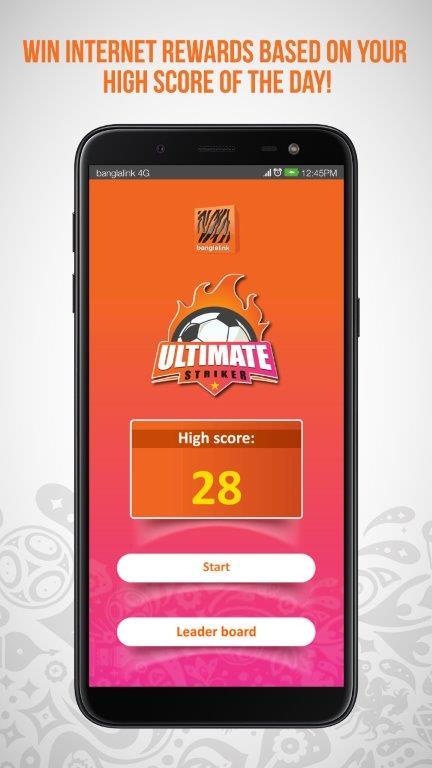 WIN INTERNET REWARDS BASED ON YOUR
HIGH SCORE OF THE DAY!
banglalink 4G 12:45PM
banglalink
ULTIMATE
STRIKER
High score:
28
Start
Leader board